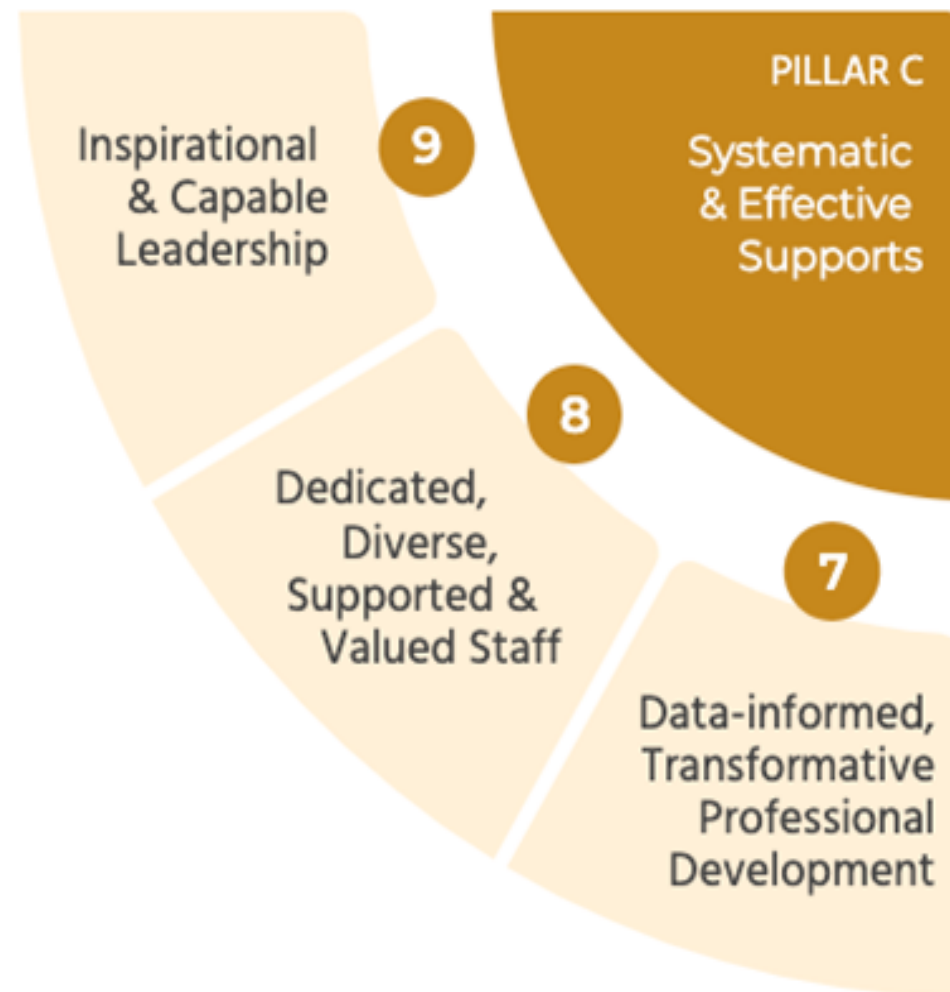 PILLAR C
Systematic
& Effective
Supports
9
Inspirational
& Capable
Leadership
8
Dedicated,
Diverse,
Supported &
Valued Staff
7
Data-informed,
Transformative
Professional
Development